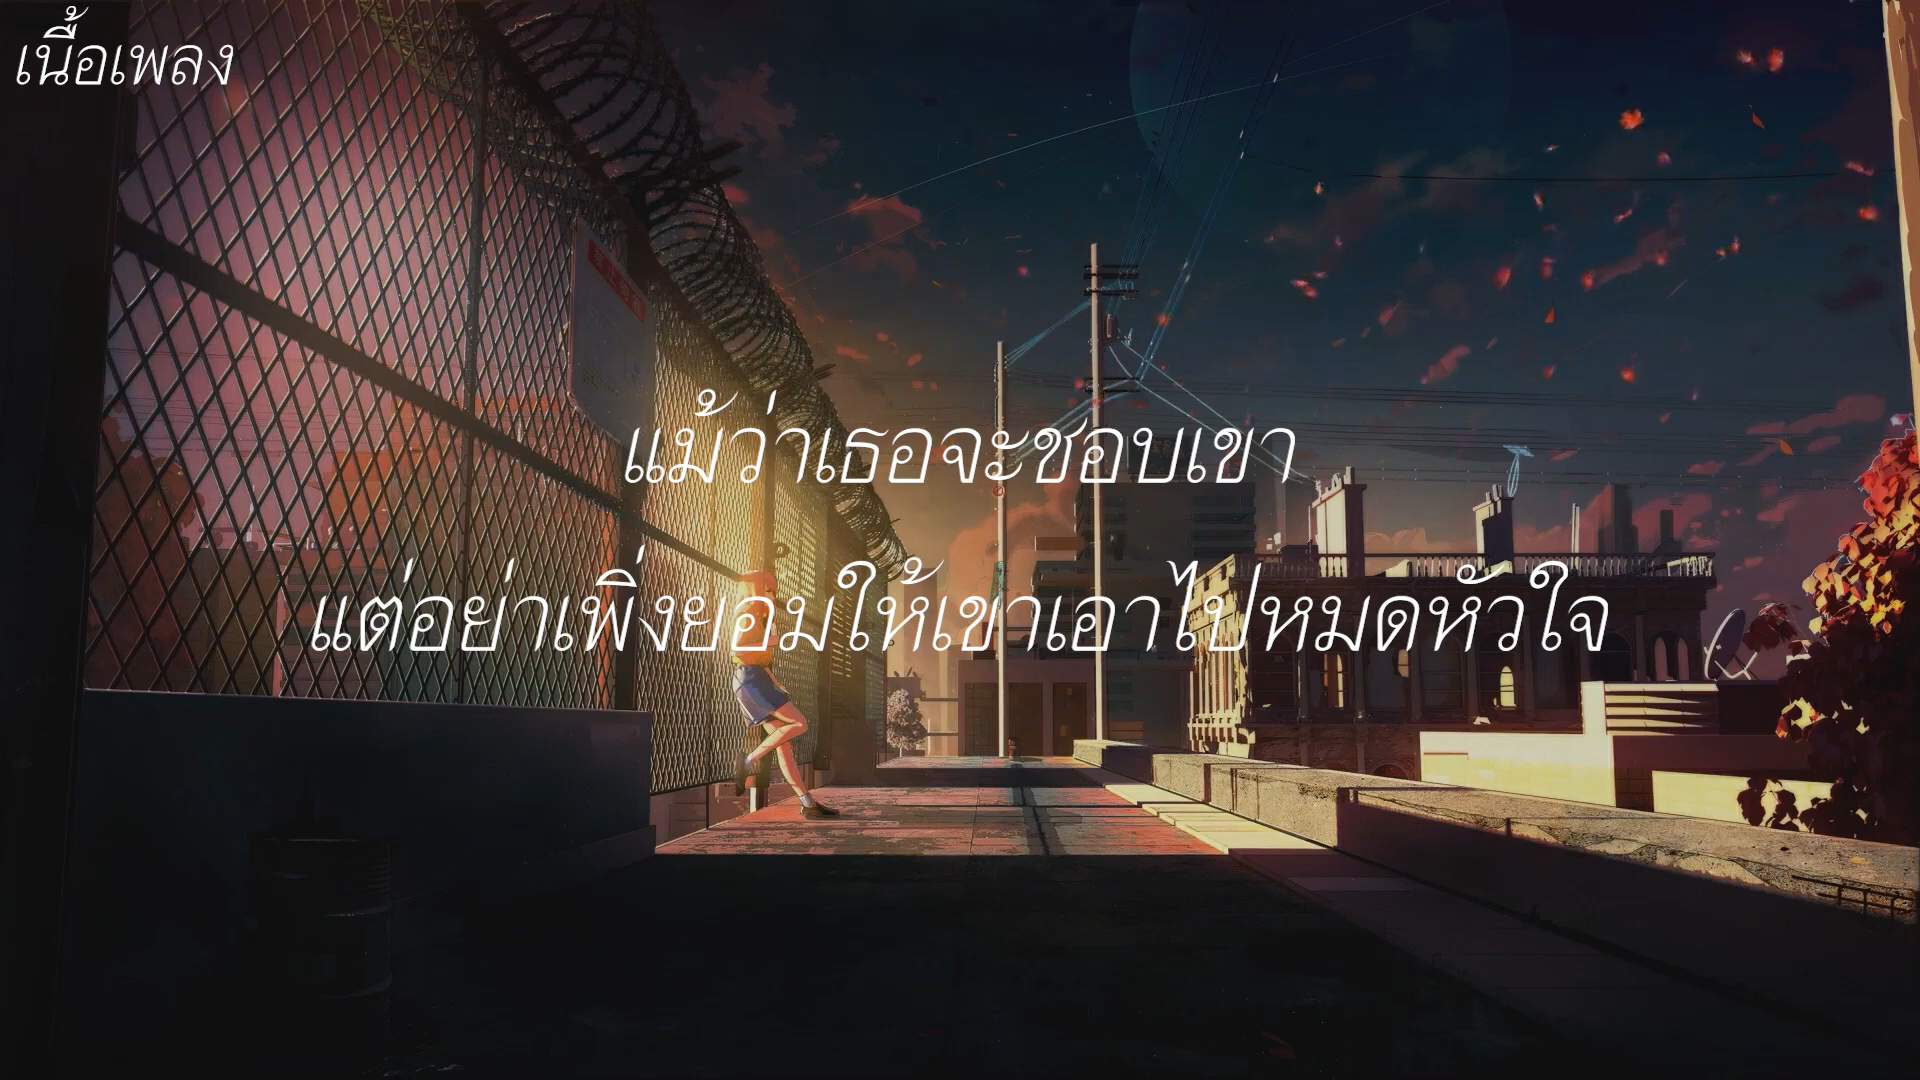 เนื้อเพลง
แม้ว่าเธอจะชอบเขา
แต่อย่าเพิ่งยอมให้เขาเอาไปหมดหัวใจ